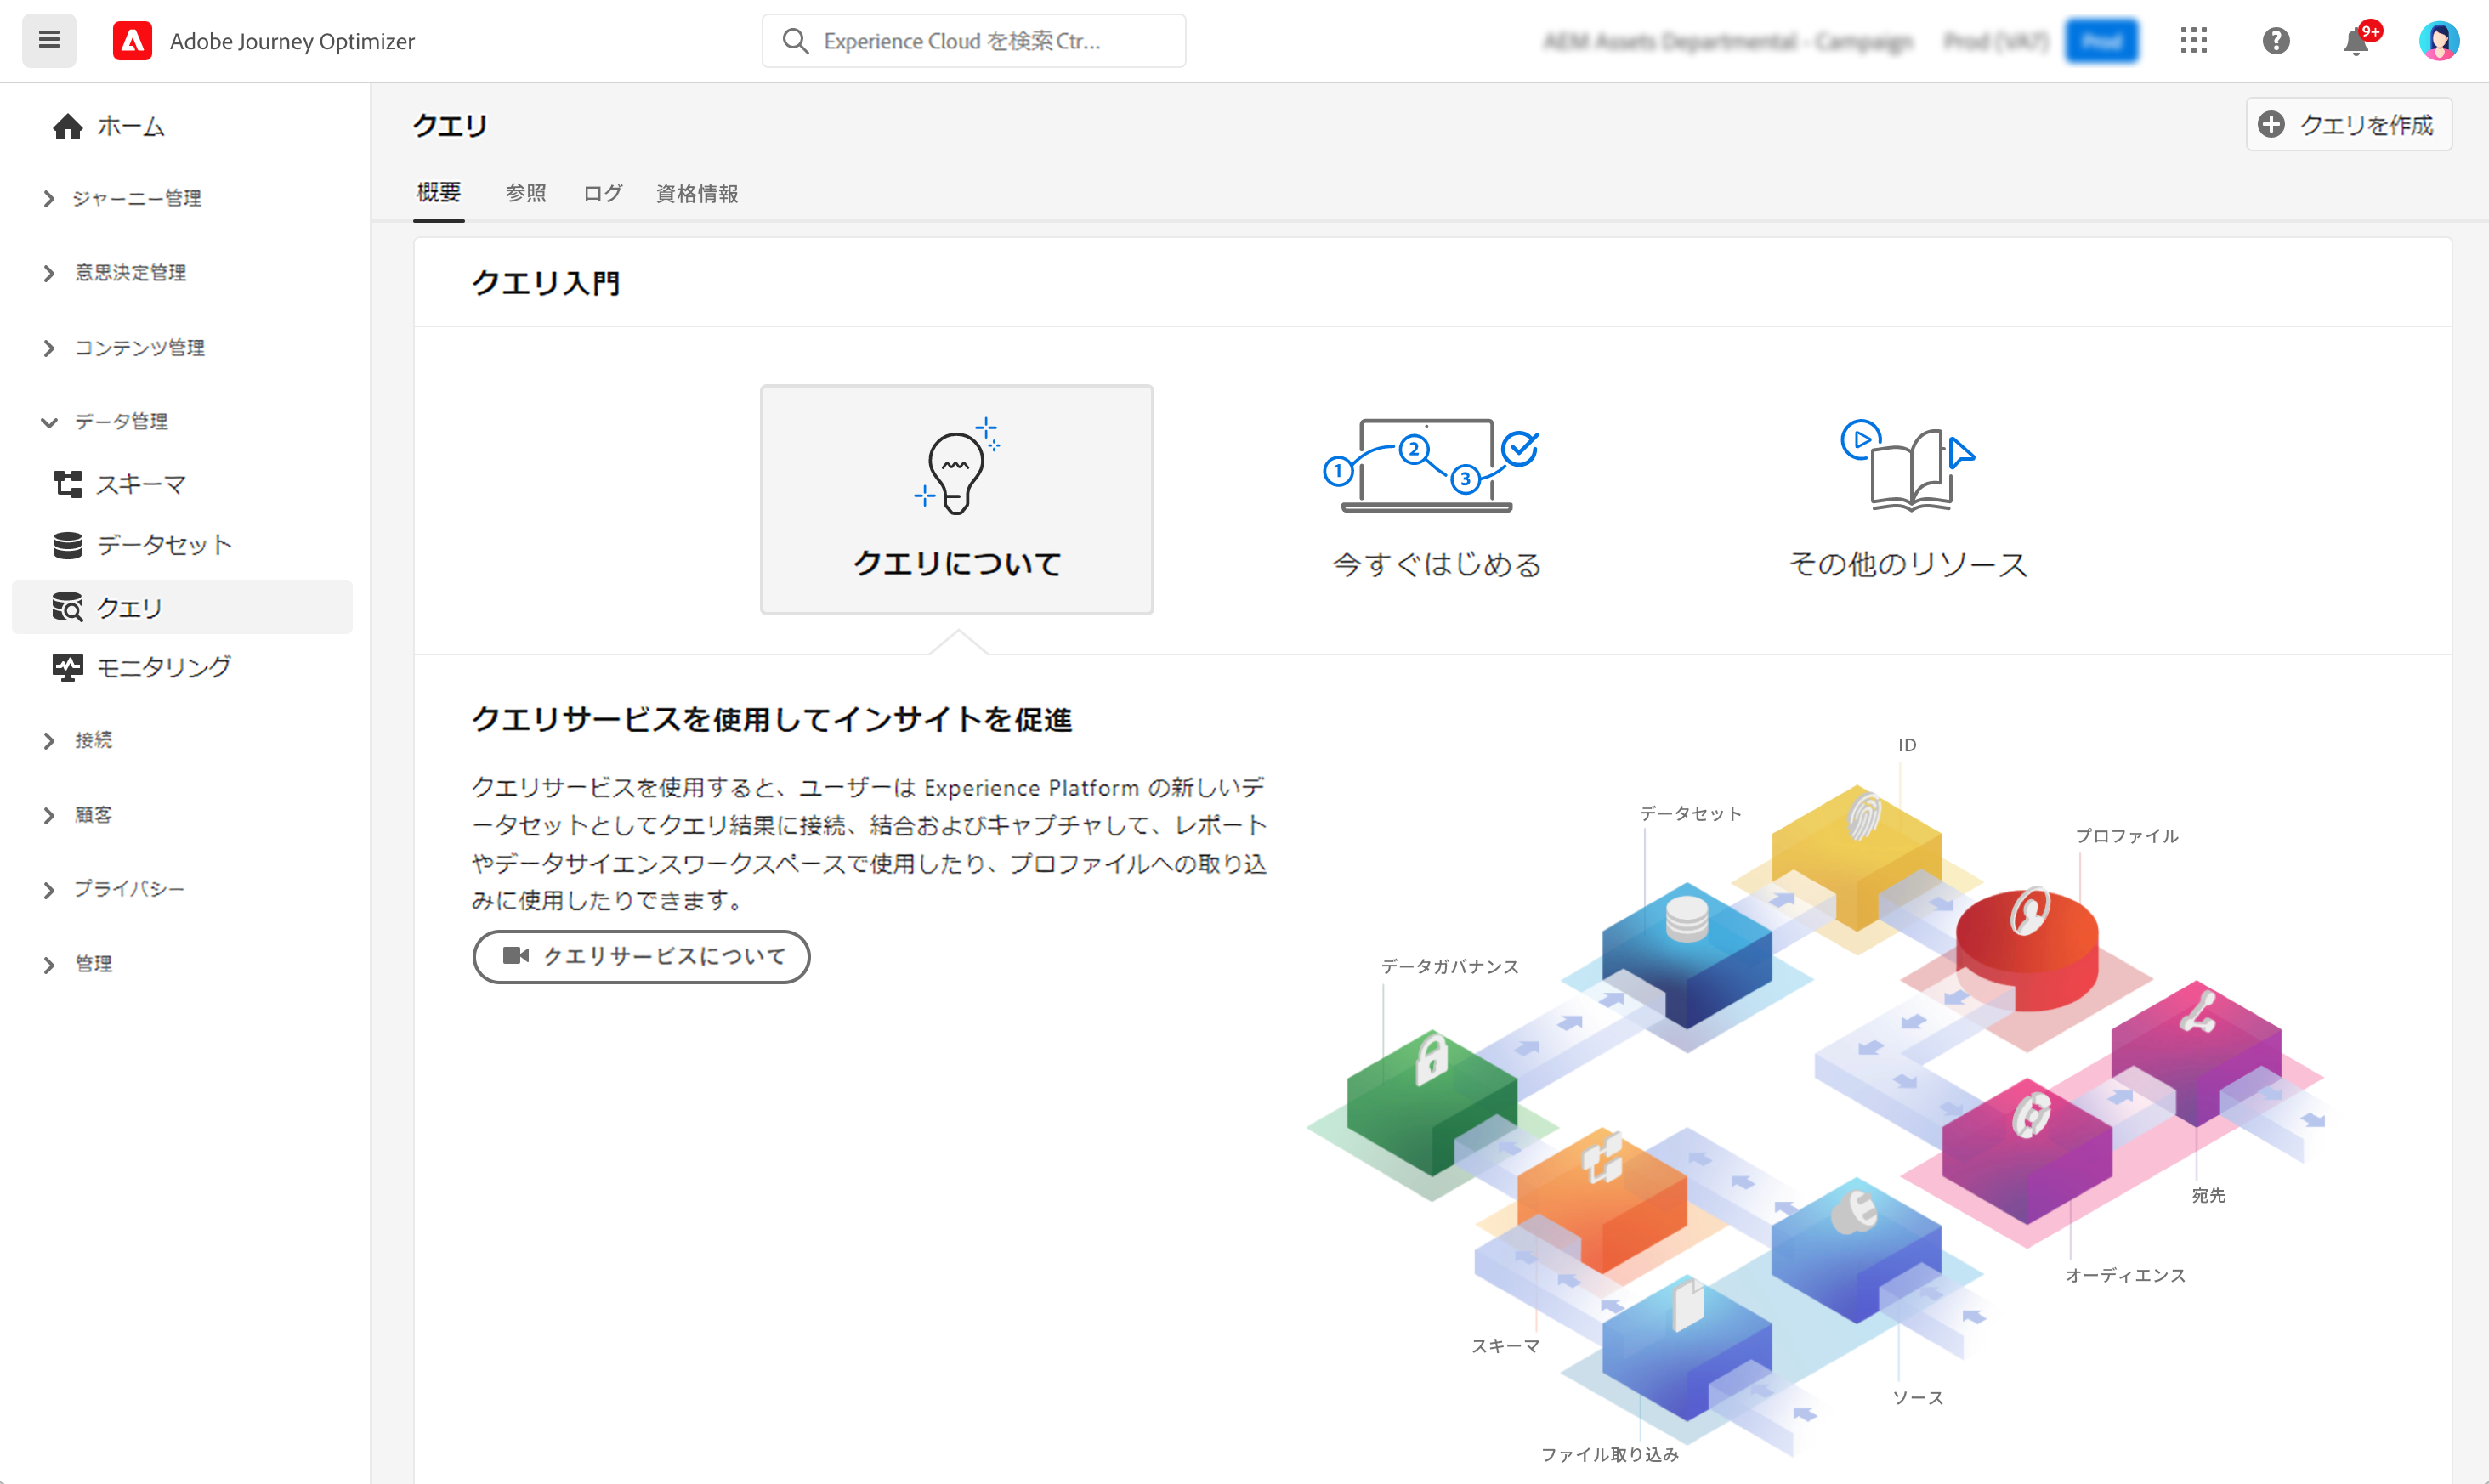 Adobe Journey Optimizer
Experience Cloud を検索 Ctr...
9+
ホーム
ジャーニー管理
意思決定管理
コンテンツ管理
データ管理
スキーマ
データセット
クエリ
モニタリング
接続
顧客
プライバシー
管理
クエリ
クエリを作成
概要 参照 ログ 資格情報
クエリ入門
1 2 3
クエリについて
今すぐはじめる
その他のリソース
クエリサービスを使用してインサイトを促進
クエリサービスを使用すると、ユーザーは Experience Platform の新しいデ
ータセットとしてクエリ結果に接続、結合およびキャプチャして、レポート
やデータサイエンスワークスペースで使用したり、プロファイルへの取り込
みに使用したりできます。
クエリサービスについて
ID
データセット
プロファイル
データガバナンス
宛先
オーディエンス
スキーマ
ソース
ファイル取り込み